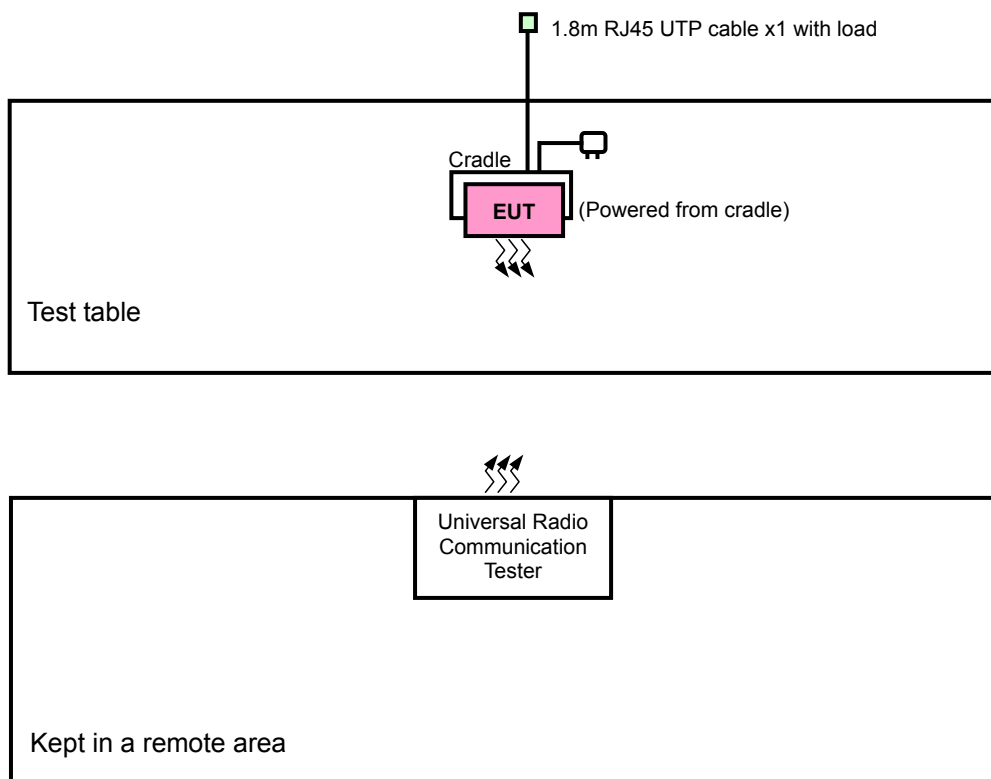 1.8m RJ45 UTP cable x1 with load
Cradle
EUT
(Powered from cradle)
Test table
Universal Radio
Communication
Tester
Kept in a remote area